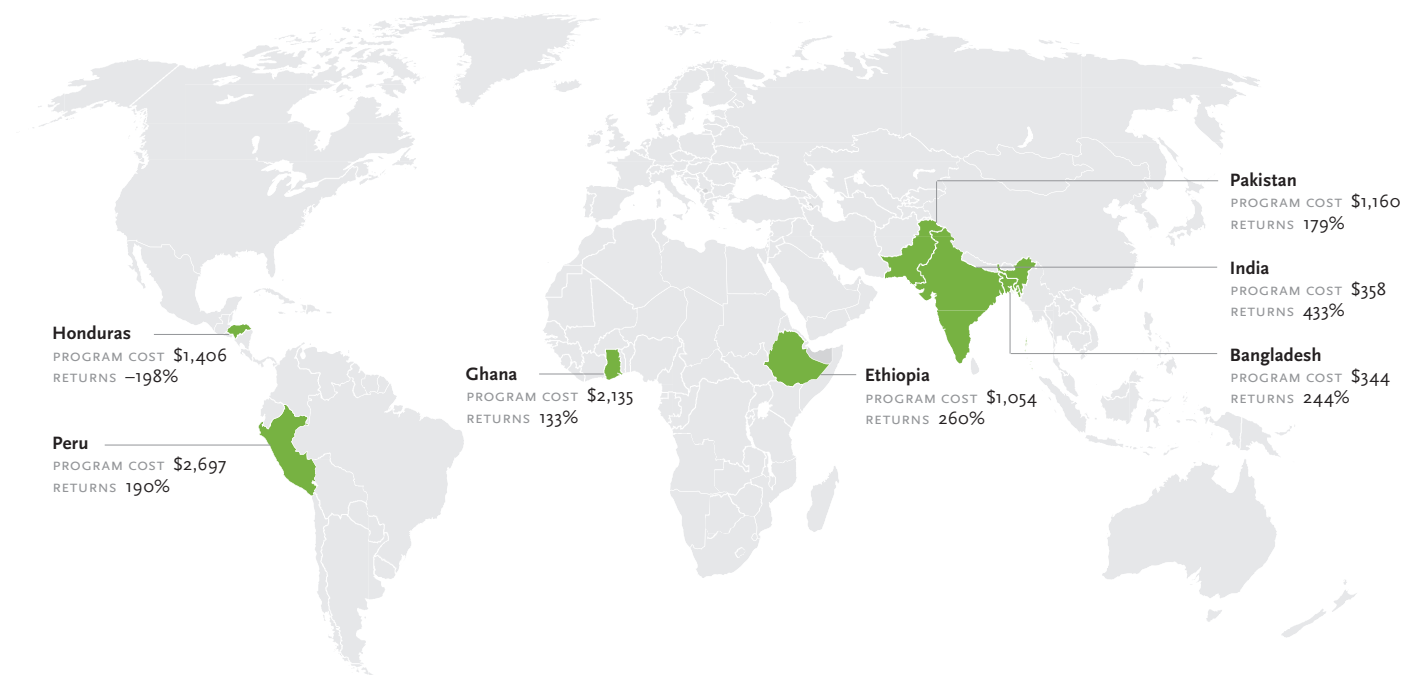 Honduras
PROGRAM COST $1,406
RETURNS –198%
Peru
PROGRAM COST $2,697
RETURNS 190%
Ghana
PROGRAM COST $2,135
RETURNS 133%
Ethiopia
PROGRAM COST $1,054
RETURNS 260%
Pakistan
PROGRAM COST $1,160
RETURNS 179%
India
PROGRAM COST $358
RETURNS 433%
Bangladesh
PROGRAM COST $344
RETURNS 244%